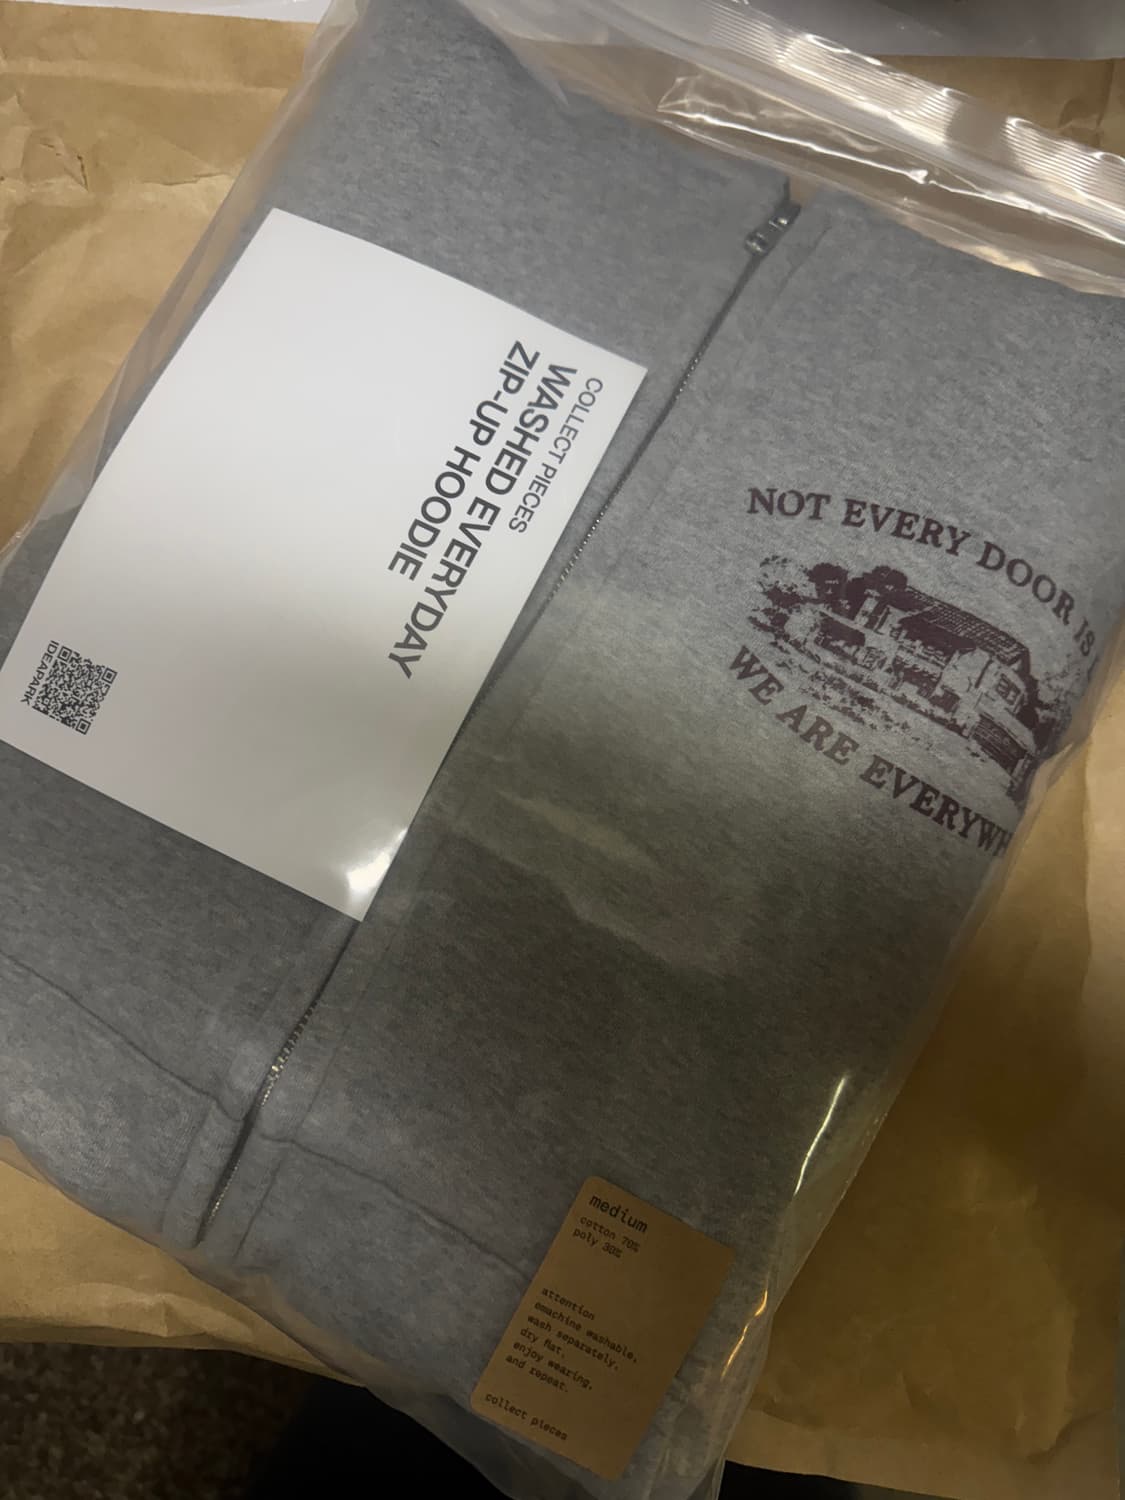 COLLECT PIECES
WASHED EVERYDAY
ZIP-UP HOODIE
IDEAPARK
NOT EVERY DOOR IS
WE ARE EVERYWH
medium
cotton 70%
poly 30%
attention
emachine washable,
wash separately.
dry flat.
enjoy wearing,
and repeat.
collect pieces